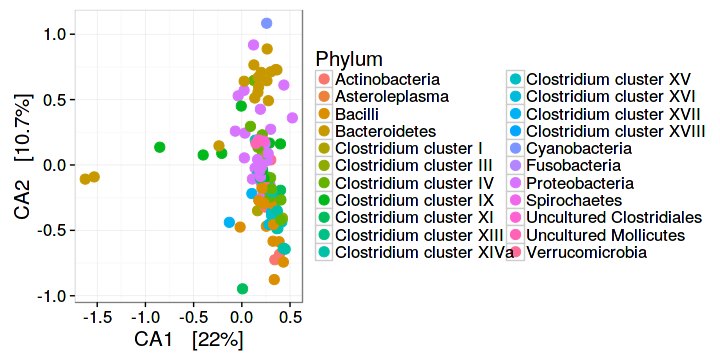 Phylum
Actinobacteria
Asteroleplasma
Bacilli
Bacteroidetes
Clostridium cluster I
Clostridium cluster III
Clostridium cluster IV
Clostridium cluster IX
Clostridium cluster XI
Clostridium cluster XIII
Clostridium cluster XIVa
Clostridium cluster XV
Clostridium cluster XVI
Clostridium cluster XVII
Clostridium cluster XVIII
Cyanobacteria
Fusobacteria
Proteobacteria
Spirochaetes
Uncultured Clostridiales
Uncultured Mollicutes
Verrucomicrobia
CA2 [10.7%]
1.0
0.5
0.0
-0.5
-1.0
-1.5 -1.0 -0.5 0.0 0.5
CA1 [22%]